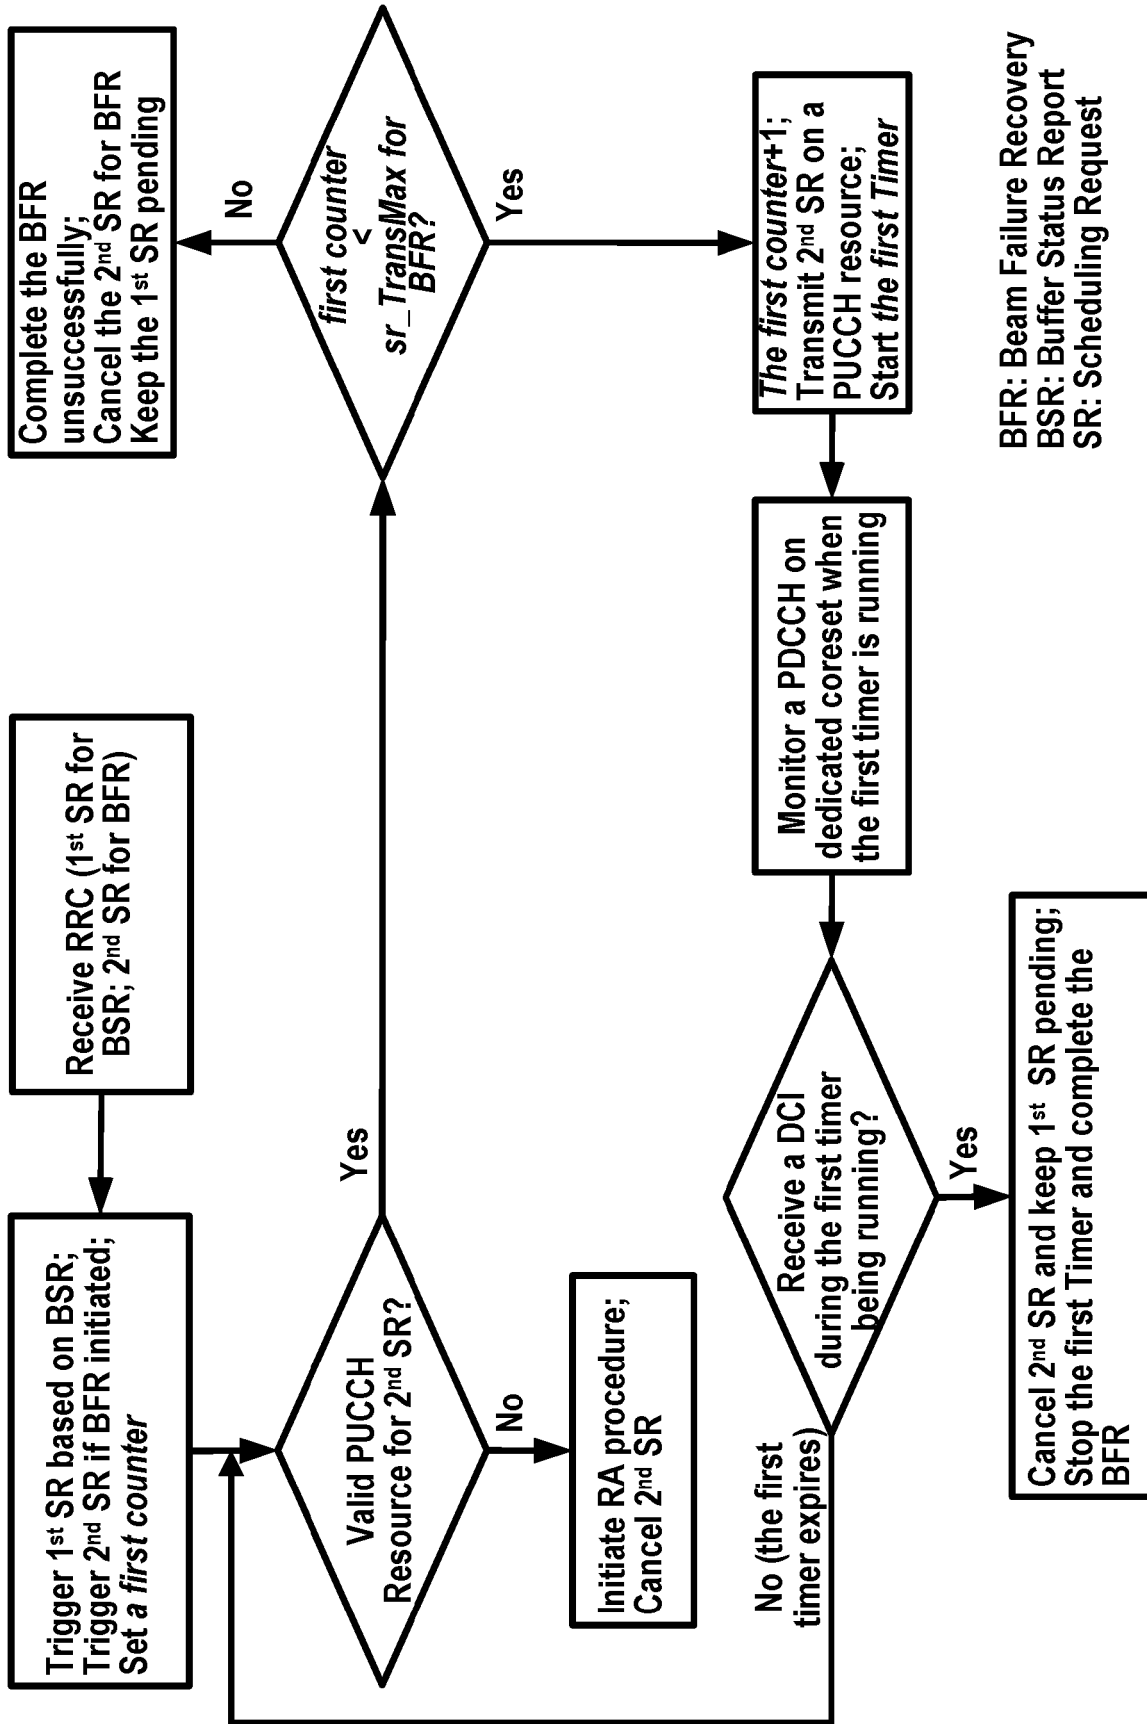 Receive RRC (1st SR for
BSR; 2nd SR for BFR)
Trigger 1st SR based on BSR;
Trigger 2nd SR if BFR initiated;
Set a first counter
Valid PUCCH
Resource for 2nd SR?
Yes
No
Initiate RA procedure;
Cancel 2nd SR
first counter
<
sr_TransMax for
BFR?
No
Complete the BFR
unsuccessfully;
Cancel the 2nd SR for BFR
Keep the 1st SR pending
Yes
The first counter+1;
Transmit 2nd SR on a
PUCCH resource;
Start the first Timer
Monitor a PDCCH on
dedicated coreset when
the first timer is running
Receive a DCI
during the first timer
being running?
No (the first
timer expires)
Yes
Cancel 2nd SR and keep 1st SR pending;
Stop the first Timer and complete the
BFR
BFR: Beam Failure Recovery
BSR: Buffer Status Report
SR: Scheduling Request